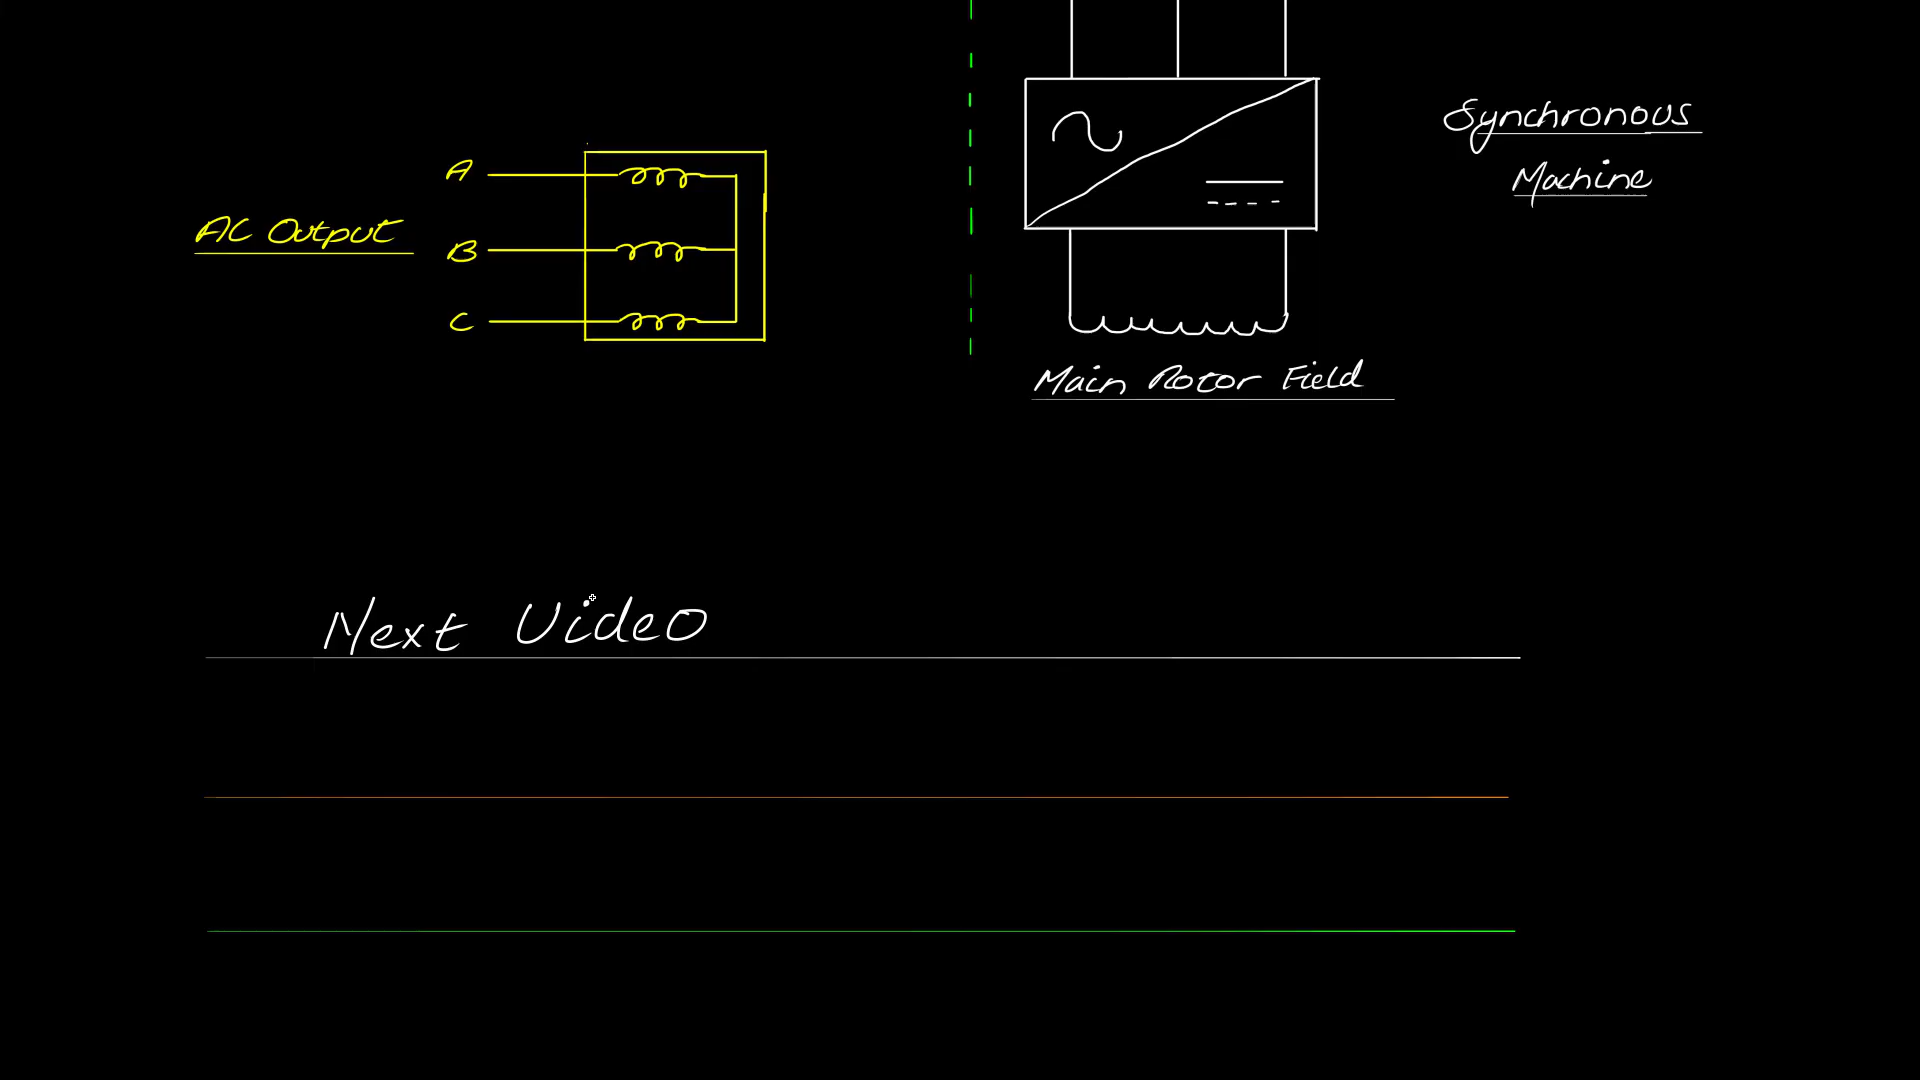 Synchronous
Machine
A
AC Output
B
C
Main Rotor Field
Next Video